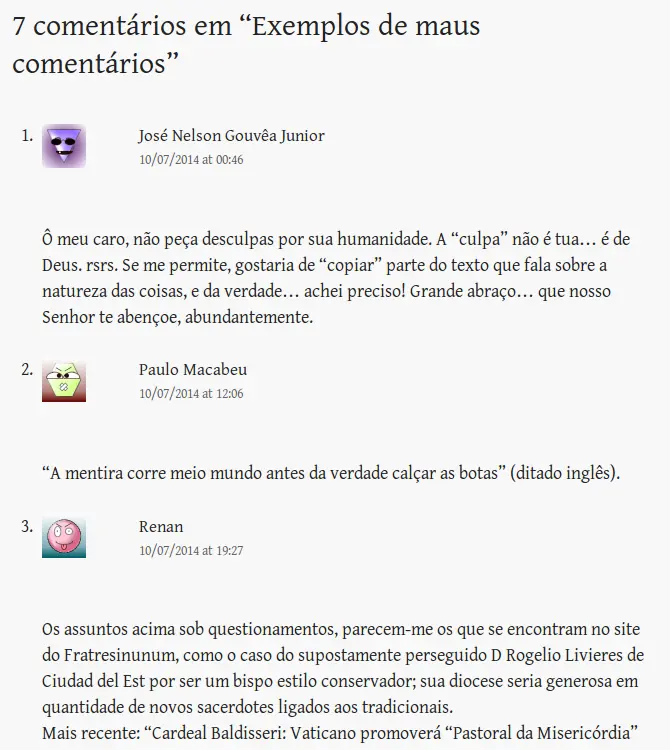 7 comentários em “Exemplos de maus
comentários”
1.
José Nelson Gouvêa Junior
10/07/2014 at 00:46
Ô meu caro, não peça desculpas por sua humanidade. A “culpa” não é tua… é de
Deus. rsrs. Se me permite, gostaria de “copiar” parte do texto que fala sobre a
natureza das coisas, e da verdade… achei preciso! Grande abraço… que nosso
Senhor te abençoe, abundantemente.
2.
Paulo Macabeu
10/07/2014 at 12:06
“A mentira corre meio mundo antes da verdade calçar as botas” (ditado inglês).
3.
Renan
10/07/2014 at 19:27
Os assuntos acima sob questionamentos, parecem-me os que se encontram no site
do Fratresinunum, como o caso do supostamente perseguido D Rogelio Livieres de
Ciudad del Est por ser um bispo estilo conservador; sua diocese seria generosa em
quantidade de novos sacerdotes ligados aos tradicionais.
Mais recente: “Cardeal Baldisseri: Vaticano promoverá “Pastoral da Misericórdia”